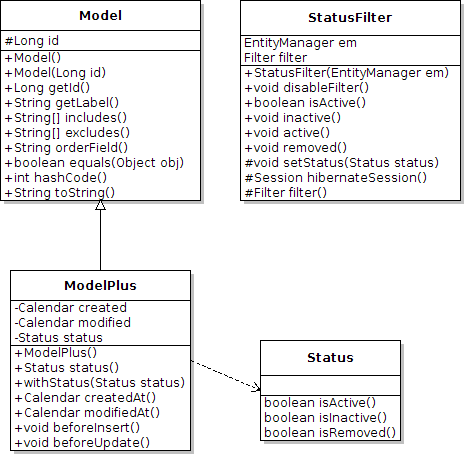 Model
#Long id
+Model()
+Model(Long id)
+Long getId()
+String getLabel()
+String[] includes()
+String[] excludes()
+String orderField()
+boolean equals(Object obj)
+int hashCode()
+String toString()
StatusFilter
EntityManager em
Filter filter
+StatusFilter(EntityManager em)
+void disableFilter()
+boolean isActive()
+void inactive()
+void active()
+void removed()
#void setStatus(Status status)
#Session hibernateSession()
#Filter filter()
ModelPlus
-Calendar created
-Calendar modified
-Status status
+ModelPlus()
+Status status()
+withStatus(Status status)
+Calendar createdAt()
+Calendar modifiedAt()
+void beforeInsert()
+void beforeUpdate()
Status
boolean isActive()
boolean isInactive()
boolean isRemoved()